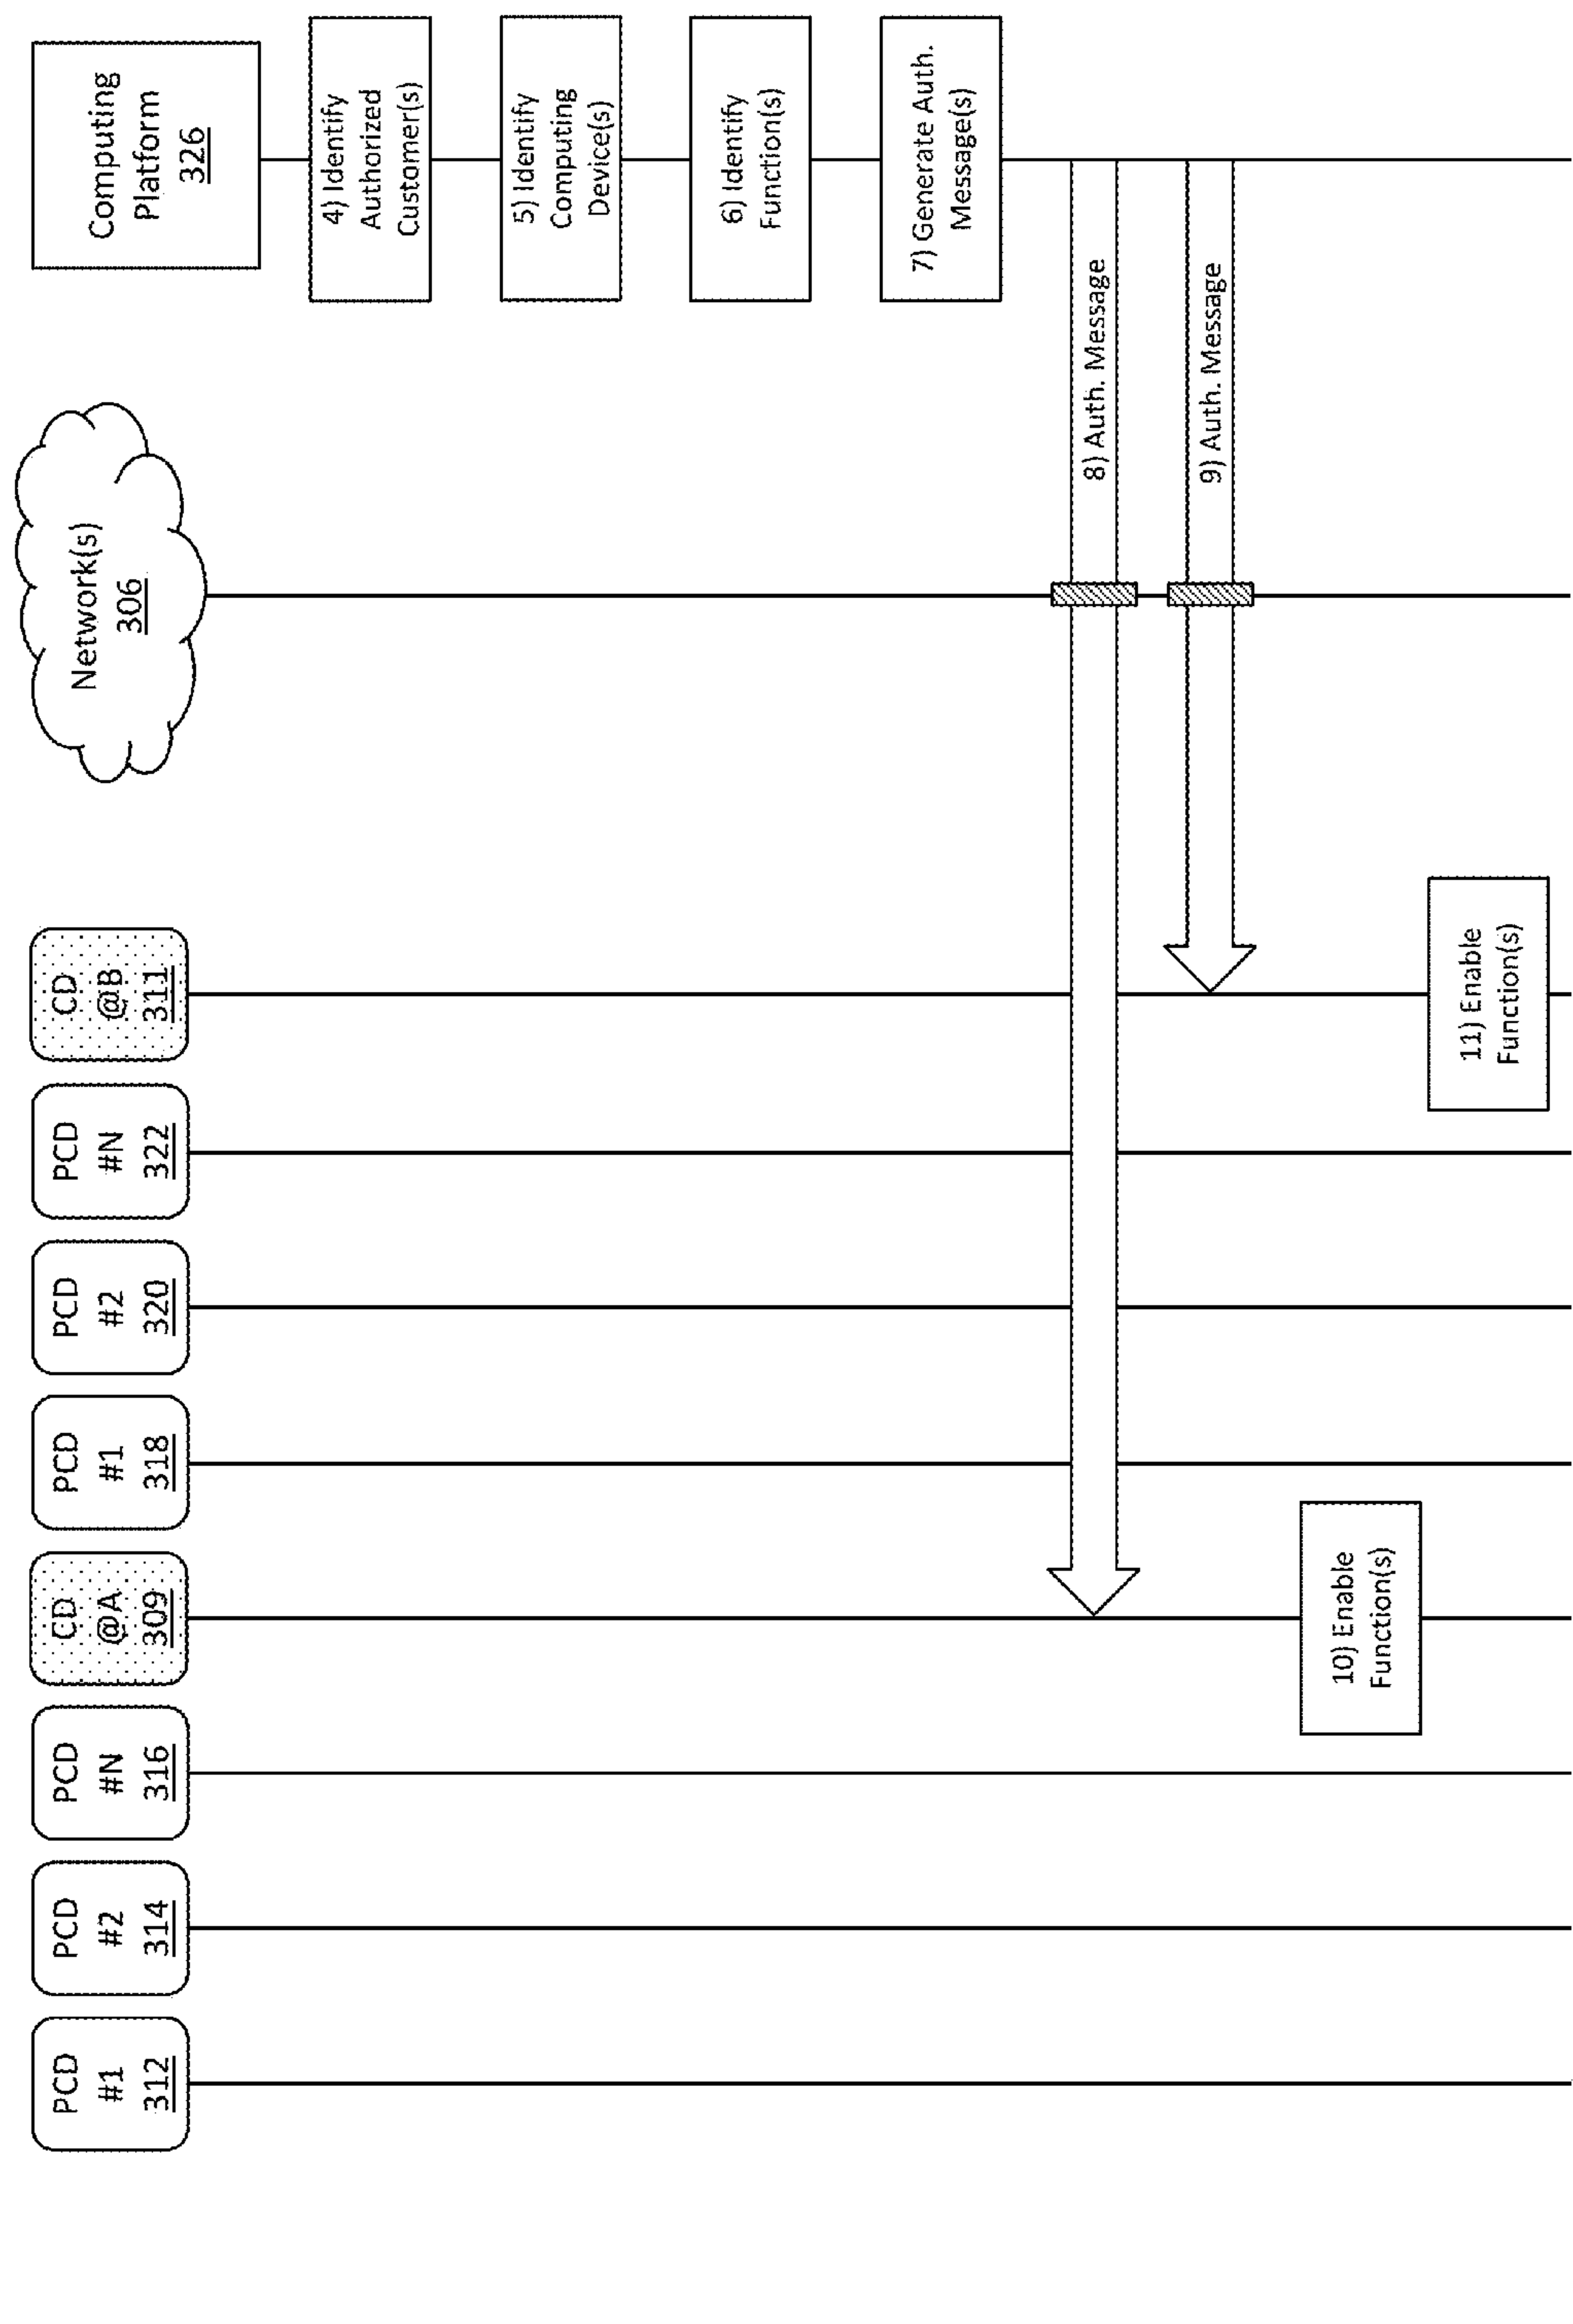 PCD
#1
312
PCD
#2
314
PCD
#N
316
CD
@A
309
PCD
#1
318
PCD
#2
320
PCD
#N
322
CD
@B
311
Network(s)
306
Computing
Platform
326
4) Identify
Authorized
Customer(s)
5) Identify
Computing
Device(s)
6) Identify
Function(s)
7) Generate Auth.
Message(s)
8) Auth. Message
9) Auth. Message
10) Enable
Function(s)
11) Enable
Function(s)